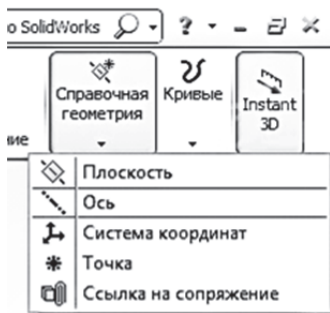 о SolidWorks
?
Справочная геометрия
Кривые
Instant 3D
ие
Плоскость
Ось
Система координат
Точка
Ссылка на сопряжение